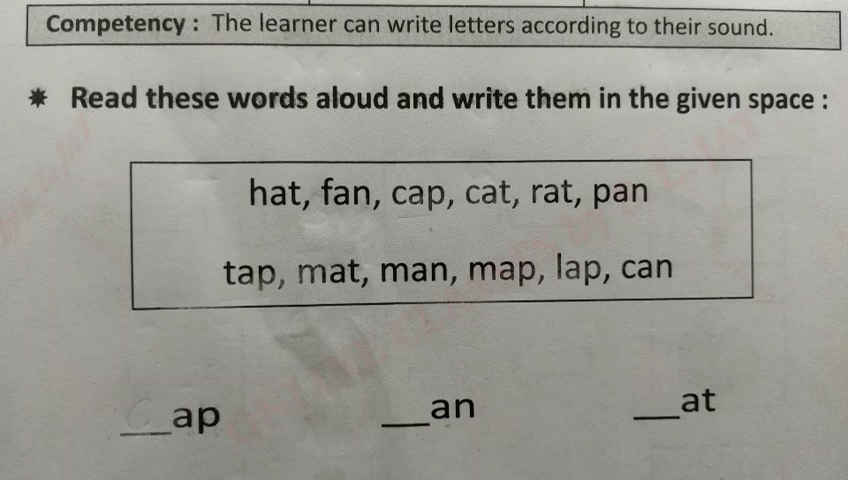 Competency : The learner can write letters according to their sound.
✷ Read these words aloud and write them in the given space :
hat, fan, cap, cat, rat, pan
tap, mat, man, map, lap, can
__ap __an __at